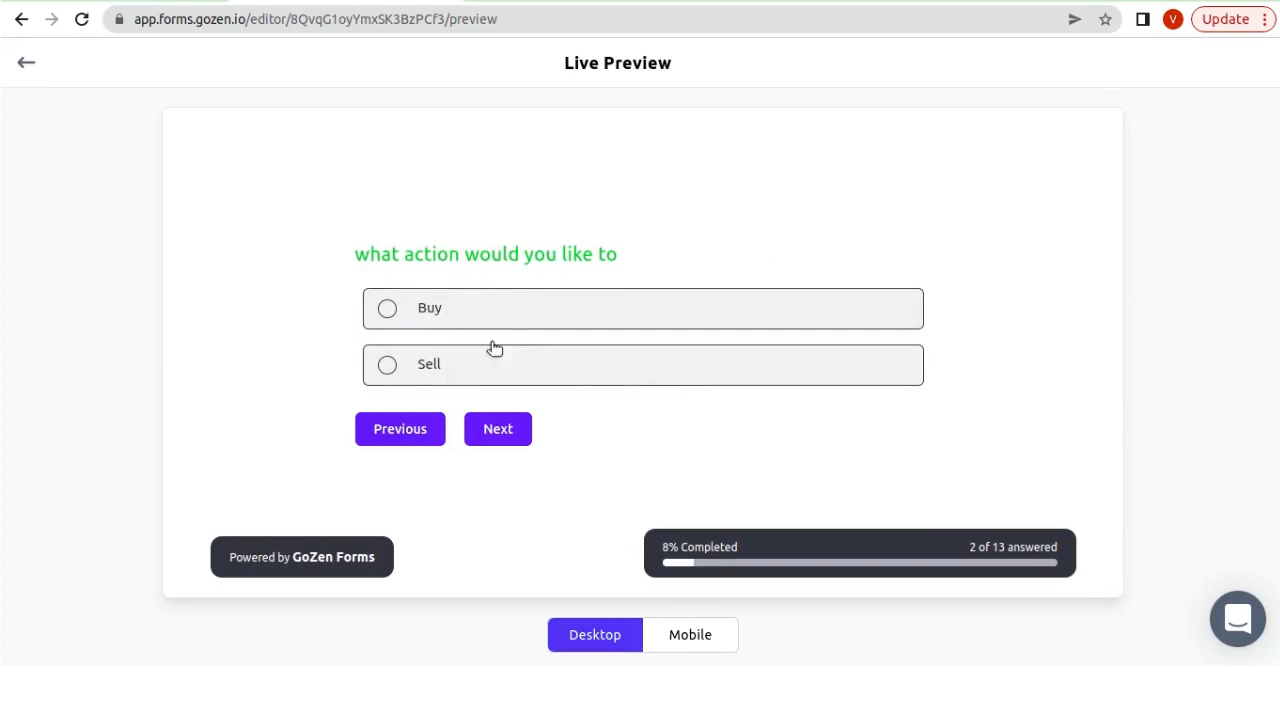 app.forms.gozen.io/editor/8QvqG1oyYmxSK3BzPCf3/preview
V
Update
Live Preview
what action would you like to
Buy
Sell
Previous
Next
Powered by GoZen Forms
8% Completed
2 of 13 answered
Desktop
Mobile